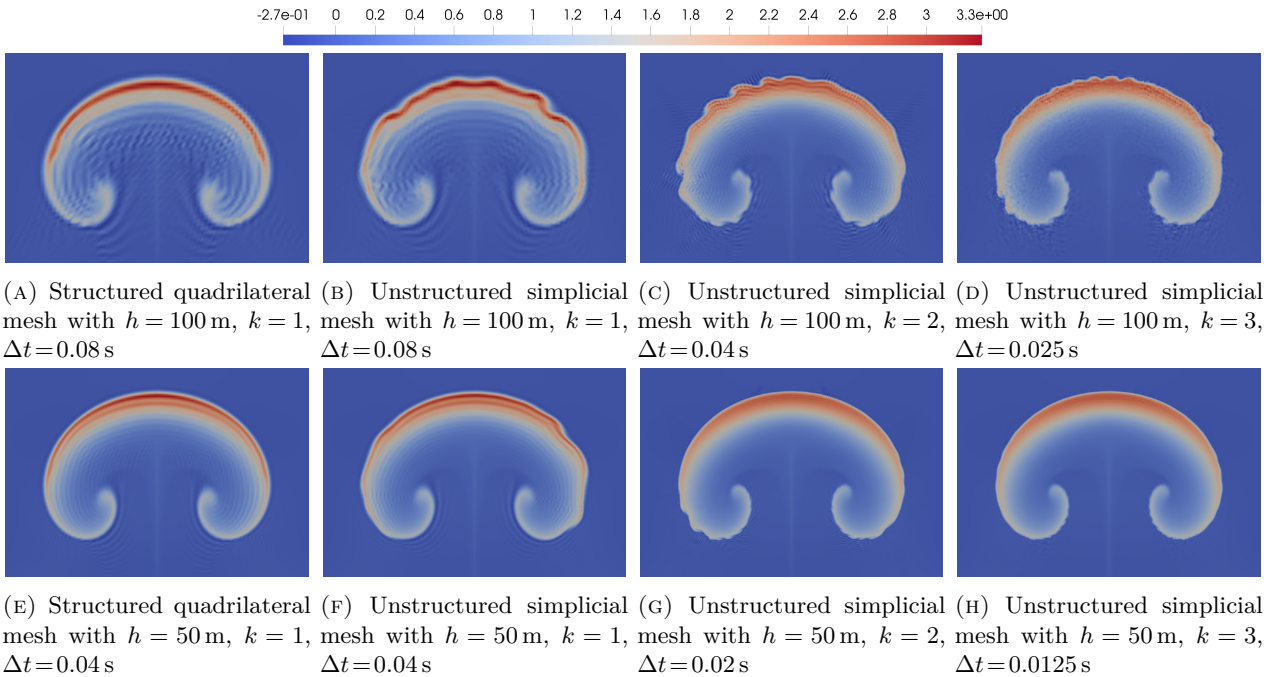 -2.7e-01 0 0.2 0.4 0.6 0.8 1 1.2 1.4 1.6 1.8 2 2.2 2.4 2.6 2.8 3 3.3e+00
(A) Structured quadrilateral
mesh with h = 100 m, k = 1,
Δt = 0.08 s
(B) Unstructured simplicial
mesh with h = 100 m, k = 1,
Δt = 0.08 s
(C) Unstructured simplicial
mesh with h = 100 m, k = 2,
Δt = 0.04 s
(D) Unstructured simplicial
mesh with h = 100 m, k = 3,
Δt = 0.025 s
(E) Structured quadrilateral
mesh with h = 50 m, k = 1,
Δt = 0.04 s
(F) Unstructured simplicial
mesh with h = 50 m, k = 1,
Δt = 0.04 s
(G) Unstructured simplicial
mesh with h = 50 m, k = 2,
Δt = 0.02 s
(H) Unstructured simplicial
mesh with h = 50 m, k = 3,
Δt = 0.0125 s